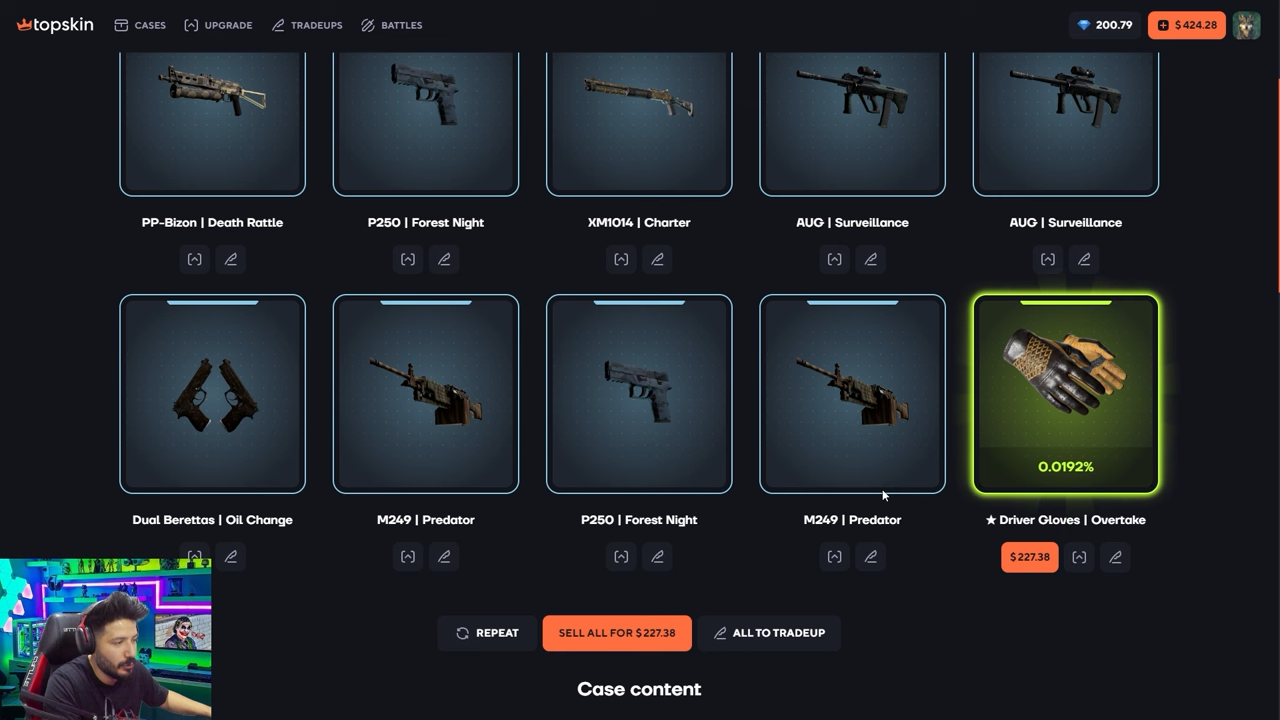 topskin
CASES
UPGRADE
TRADEUPS
BATTLES
200.79
$424.28
PP-Bizon | Death Rattle
P250 | Forest Night
XM1014 | Charter
AUG | Surveillance
AUG | Surveillance
0.0192%
Dual Berettas | Oil Change
M249 | Predator
P250 | Forest Night
M249 | Predator
★ Driver Gloves | Overtake
$227.38
REPEAT
SELL ALL FOR $227.38
ALL TO TRADEUP
Case content